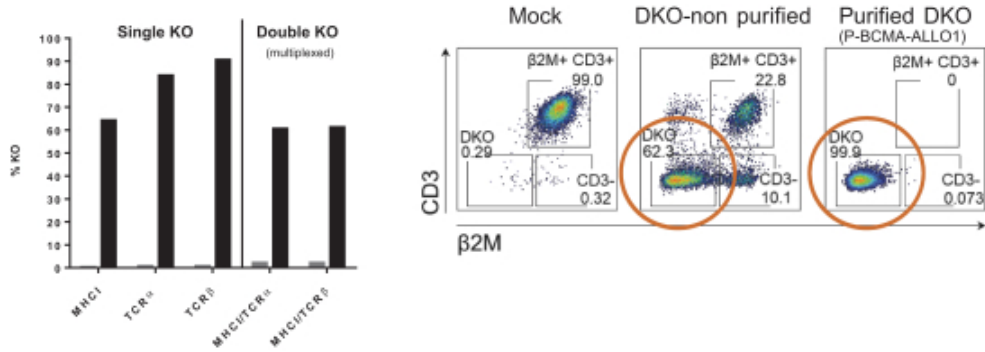 Single KO
Double KO
(multiplexed)
% KO
100
90
80
70
60
50
40
30
20
10
0
MHCI
TCRα
TCRβ
MHCI/TCRα
MHCI/TCRβ
Mock
DKO-non purified
Purified DKO
(P-BCMA-ALLO1)
β2M+ CD3+
99.0
DKO
0.29
CD3-
0.32
β2M+ CD3+
22.8
DKO
62.3
CD3-
10.1
β2M+ CD3+
0
DKO
99.9
CD3-
0.073
CD3
β2M